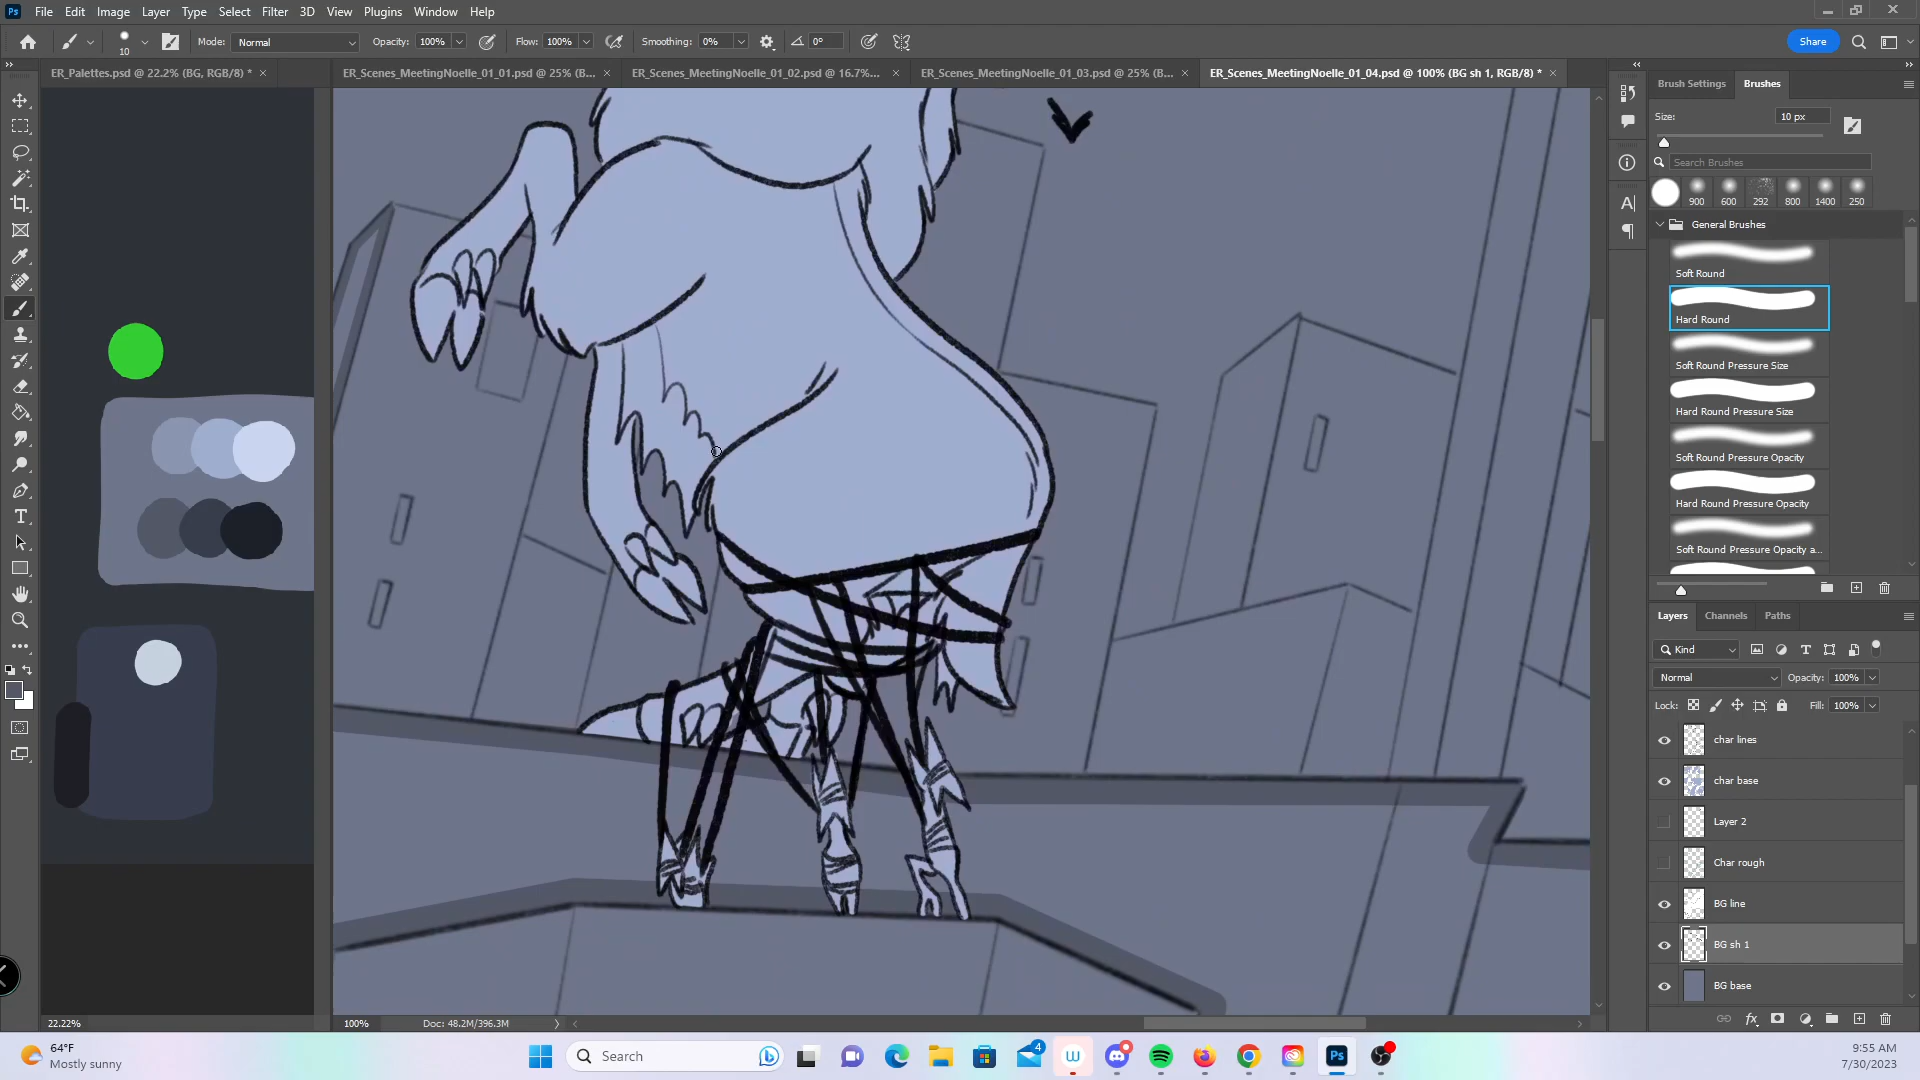 Ps File Edit Image Layer Type Select Filter 3D View Plugins Window Help
10 Mode: Normal Opacity: 100% Flow: 100% Smoothing: 0% 0° Share
ER_Palettes.psd @ 22.2% (BG, RGB/8) * ER_Scenes_MeetingNoelle_01_01.psd @ 25% (B... ER_Scenes_MeetingNoelle_01_02.psd @ 16.7%... ER_Scenes_MeetingNoelle_01_03.psd @ 25% (B... ER_Scenes_MeetingNoelle_01_04.psd @ 100% (BG sh 1, RGB/8) *
Brush Settings Brushes
Size: 10 px
Search Brushes
900 600 292 800 1400 250
General Brushes
Soft Round
Hard Round
Soft Round Pressure Size
Hard Round Pressure Size
Soft Round Pressure Opacity
Hard Round Pressure Opacity
Soft Round Pressure Opacity a...
Layers Channels Paths
Kind
Normal Opacity: 100%
Lock: Fill: 100%
char lines
char base
Layer 2
Char rough
BG line
BG sh 1
BG base
22.22% 100% Doc: 48.2M/396.3M
64°F
Mostly sunny
Search
4
Ps
9:55 AM
7/30/2023